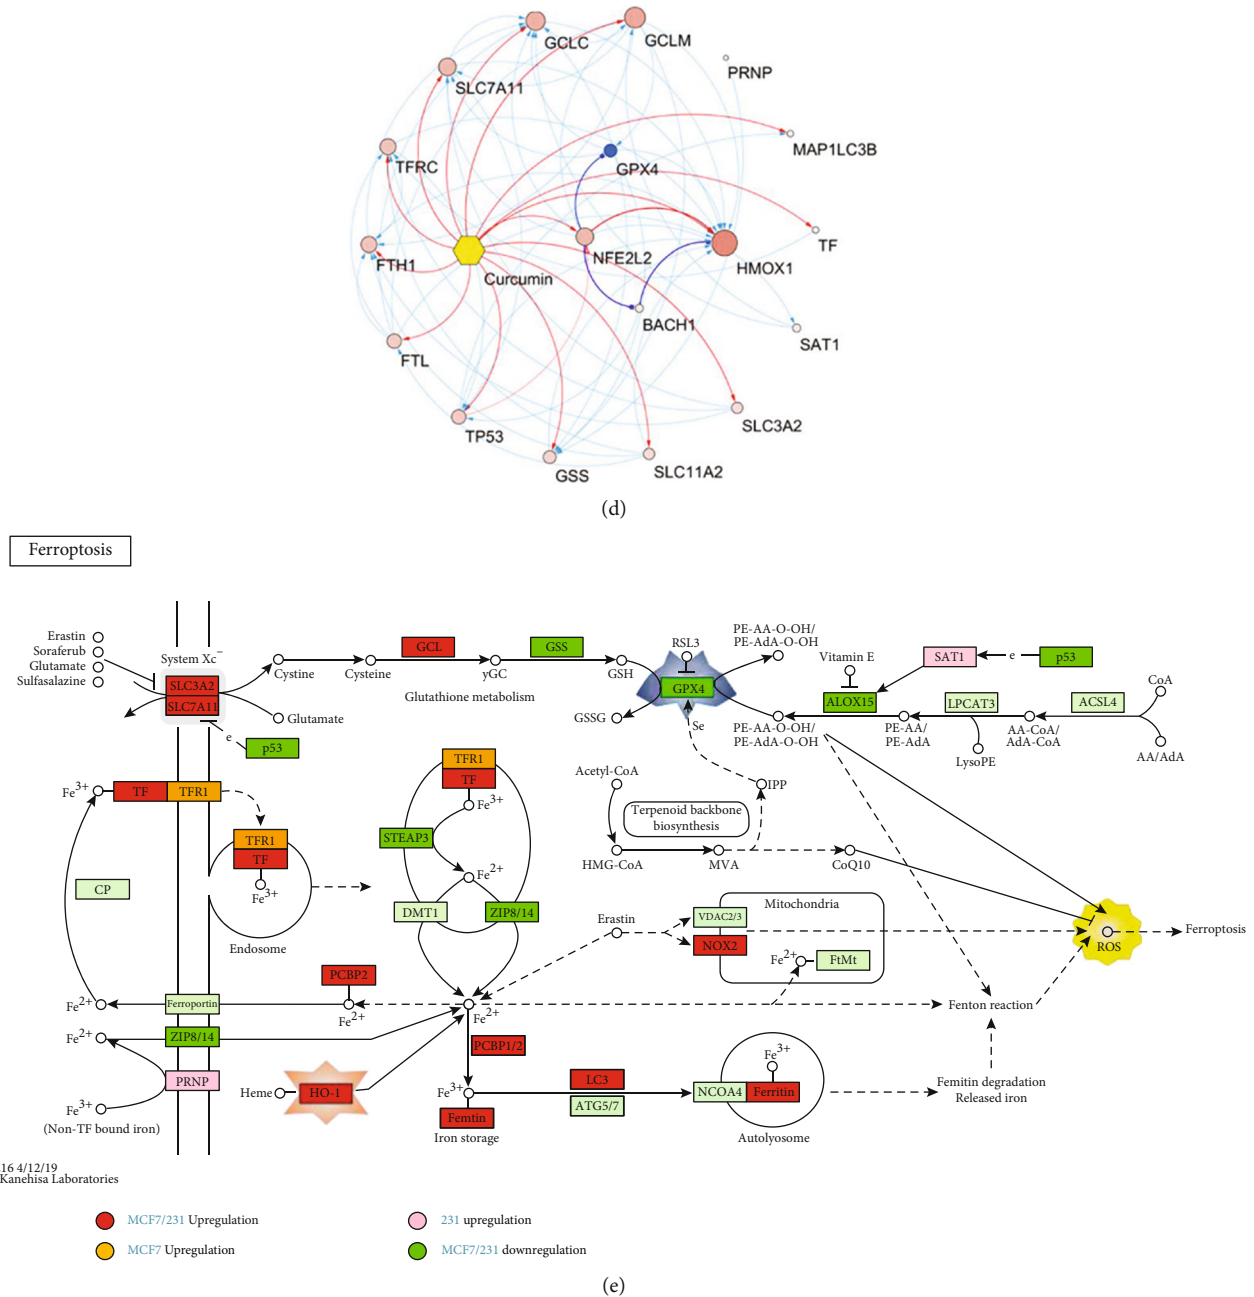 GCLC
GCLM
PRNP
SLC7A11
MAP1LC3B
TFRC
GPX4
TF
FTH1
NFE2L2
HMOX1
Curcumin
BACH1
SAT1
FTL
SLC3A2
TP53
GSS
SLC11A2
(d)
Ferroptosis
Erastin
Soraferub
Glutamate
Sulfasalazine
System Xc⁻
SLC3A2
SLC7A11
Cystine
Glutamate
e
p53
Cysteine
GCL
γGC
GSS
GSH
Glutathione metabolism
GSSG
RSL3
GPX4
Se
PE-AA-O-OH/
PE-AdA-O-OH
PE-AA-O-OH/
PE-AdA-O-OH
Vitamin E
ALOX15
SAT1
e
p53
PE-AA/
PE-AdA
LPCAT3
LysoPE
AA-CoA/
AdA-CoA
ACSL4
CoA
AA/AdA
Fe³⁺
TF
TFR1
TFR1
TF
Fe³⁺
Endosome
CP
TFR1
TF
Fe³⁺
STEAP3
Fe²⁺
DMT1
ZIP8/14
Acetyl-CoA
Terpenoid backbone
biosynthesis
IPP
HMG-CoA
MVA
CoQ10
Erastin
VDAC2/3
NOX2
Mitochondria
Fe²⁺
FtMt
ROS
Ferroptosis
Fe²⁺
Ferroportin
PCBP2
Fe²⁺
Fe²⁺
Fenton reaction
Fe²⁺
ZIP8/14
PRNP
Fe³⁺
(Non-TF bound iron)
Heme
HO-1
PCBP1/2
Fe³⁺
Femtin
Iron storage
LC3
ATG5/7
Fe³⁺
NCOA4
Ferritin
Autolyosome
Femitin degradation
Released iron
16 4/12/19
Kanehisa Laboratories
MCF7/231 Upregulation
231 upregulation
MCF7 Upregulation
MCF7/231 downregulation
(e)